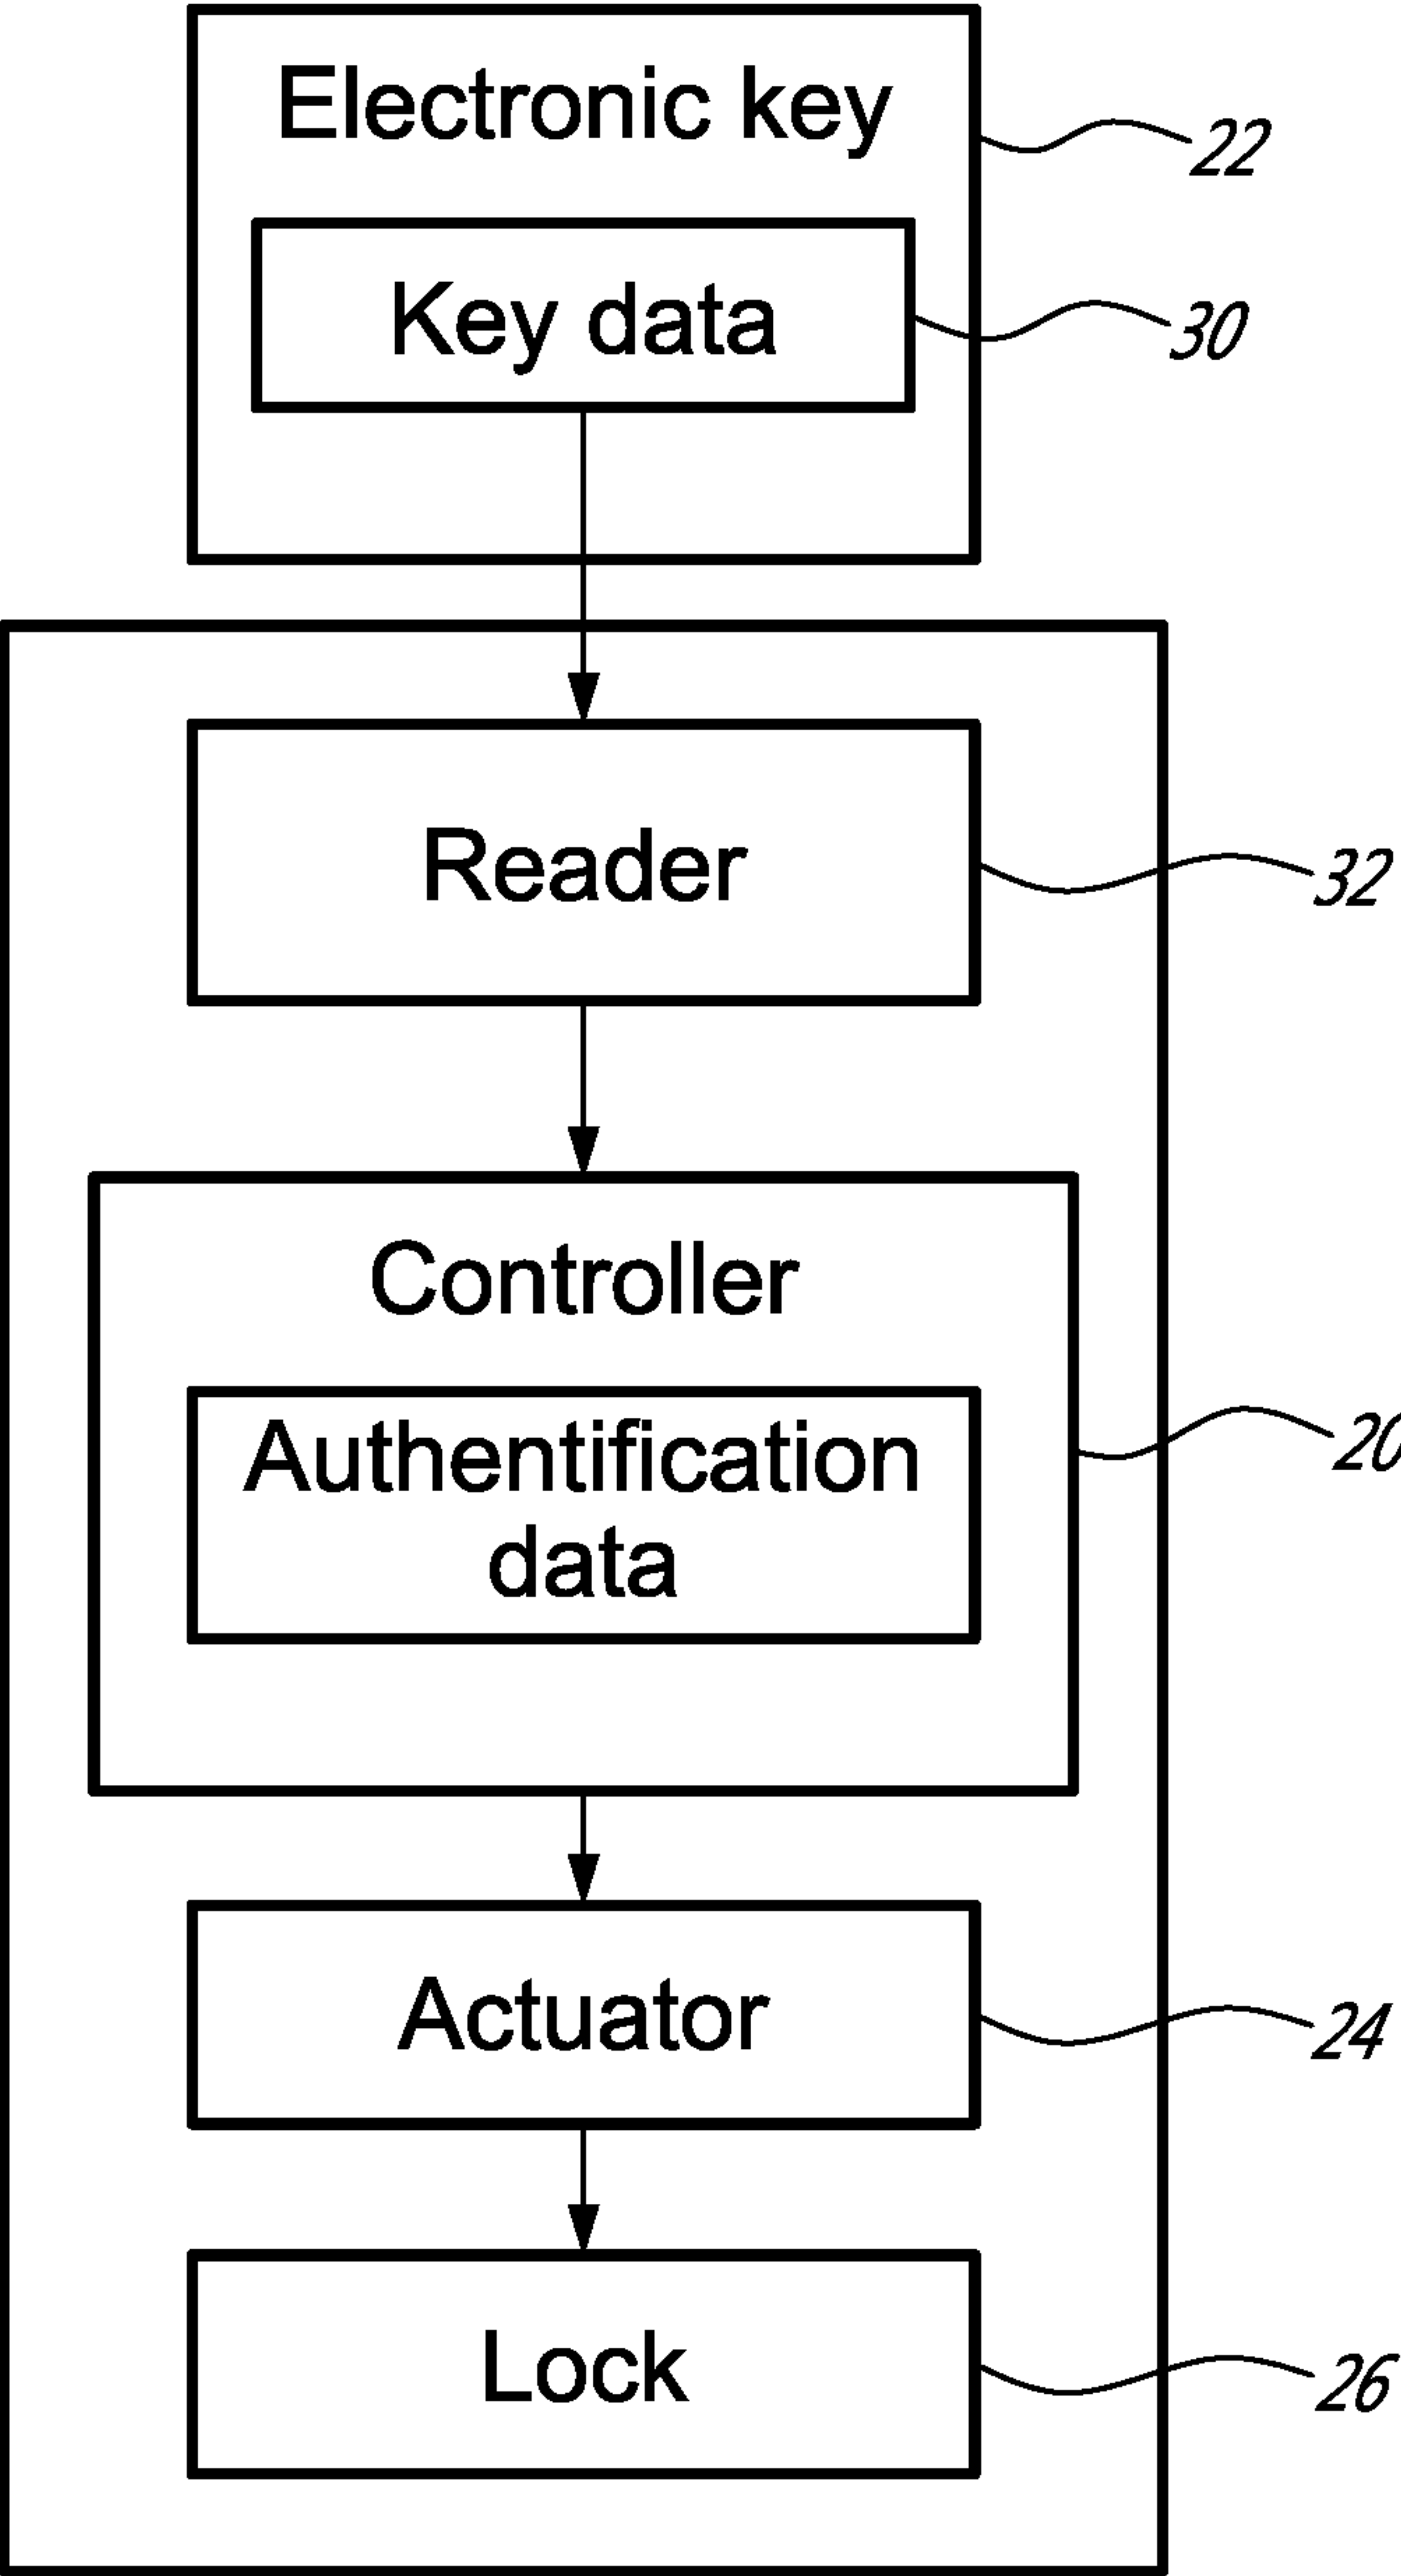 Electronic key
22
Key data
30
Reader
32
Controller
Authentification
data
20
Actuator
24
Lock
26